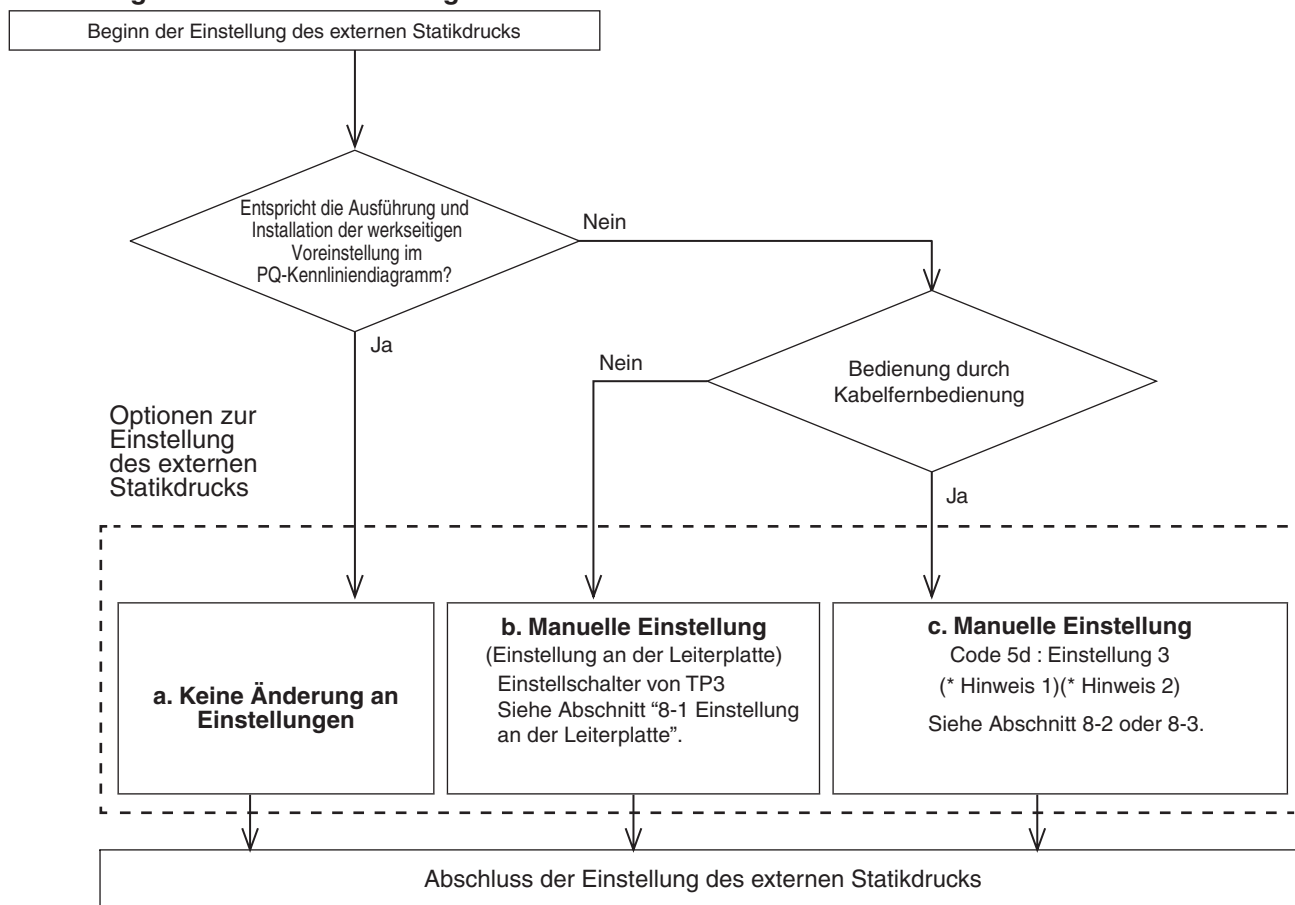 Beginn der Einstellung des externen Statikdrucks
Entspricht die Ausführung und
Installation der werkseitigen
Voreinstellung im
PQ-Kennliniendiagramm?
Nein
Ja
Bedienung durch
Kabelfernbedienung
Nein
Ja
Optionen zur
Einstellung
des externen
Statikdrucks
a. Keine Änderung an
Einstellungen
b. Manuelle Einstellung
(Einstellung an der Leiterplatte)
Einstellschalter von TP3
Siehe Abschnitt “8-1 Einstellung
an der Leiterplatte”.
c. Manuelle Einstellung
Code 5d : Einstellung 3
(* Hinweis 1)(* Hinweis 2)
Siehe Abschnitt 8-2 oder 8-3.
Abschluss der Einstellung des externen Statikdrucks